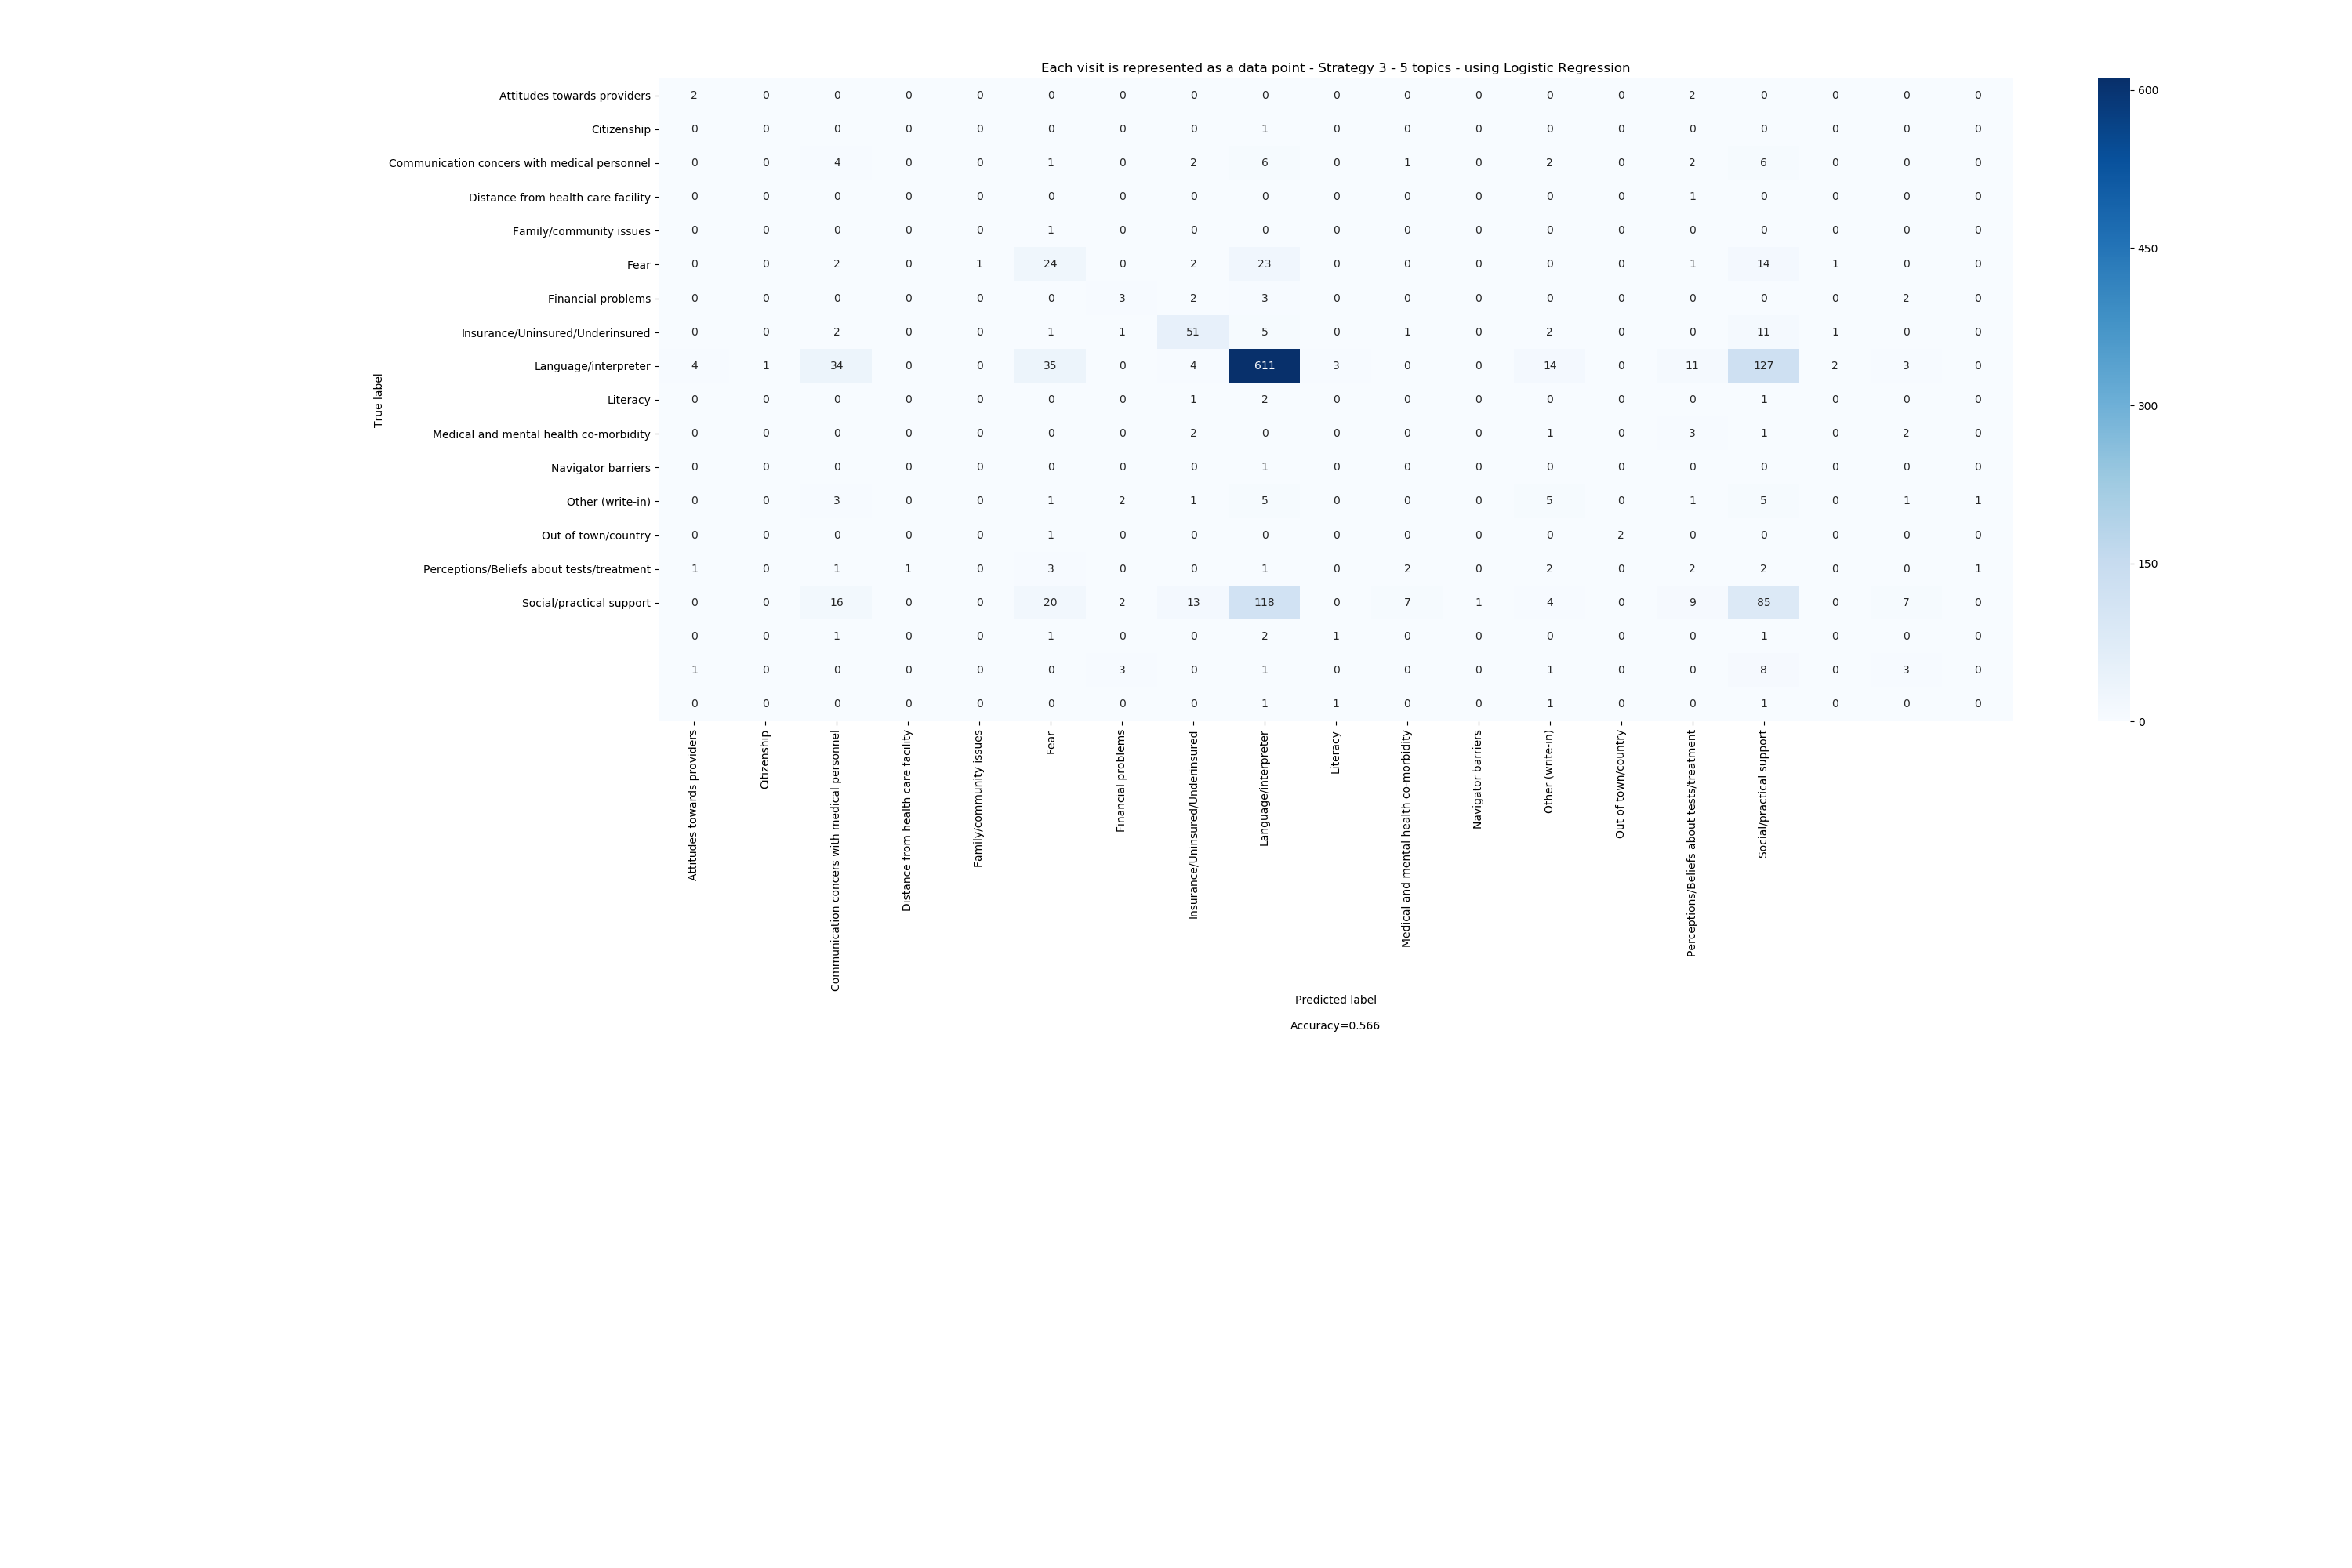 Each visit is represented as a data point - Strategy 3 - 5 topics - using Logistic Regression
Attitudes towards providers 2 0 0 0 0 0 0 0 0 0 0 0 0 0 2 0 0 0 0
Citizenship 0 0 0 0 0 0 0 0 1 0 0 0 0 0 0 0 0 0 0
Communication concers with medical personnel 0 0 4 0 0 1 0 2 6 0 1 0 2 0 2 6 0 0 0
Distance from health care facility 0 0 0 0 0 0 0 0 0 0 0 0 0 0 1 0 0 0 0
Family/community issues 0 0 0 0 0 1 0 0 0 0 0 0 0 0 0 0 0 0 0
Fear 0 0 2 0 1 24 0 2 23 0 0 0 0 0 1 14 1 0 0
Financial problems 0 0 0 0 0 0 3 2 3 0 0 0 0 0 0 0 0 2 0
Insurance/Uninsured/Underinsured 0 0 2 0 0 1 1 51 5 0 1 0 2 0 0 11 1 0 0
Language/interpreter 4 1 34 0 0 35 0 4 611 3 0 0 14 0 11 127 2 3 0
Literacy 0 0 0 0 0 0 0 1 2 0 0 0 0 0 0 1 0 0 0
Medical and mental health co-morbidity 0 0 0 0 0 0 0 2 0 0 0 0 1 0 3 1 0 2 0
Navigator barriers 0 0 0 0 0 0 0 0 1 0 0 0 0 0 0 0 0 0 0
Other (write-in) 0 0 3 0 0 1 2 1 5 0 0 0 5 0 1 5 0 1 1
Out of town/country 0 0 0 0 0 1 0 0 0 0 0 0 0 2 0 0 0 0 0
Perceptions/Beliefs about tests/treatment 1 0 1 1 0 3 0 0 1 0 2 0 2 0 2 2 0 0 1
Social/practical support 0 0 16 0 0 20 2 13 118 0 7 1 4 0 9 85 0 7 0
0 0 1 0 0 1 0 0 2 1 0 0 0 0 0 1 0 0 0
1 0 0 0 0 0 3 0 1 0 0 0 1 0 0 8 0 3 0
0 0 0 0 0 0 0 0 1 1 0 0 1 0 0 1 0 0 0
True label
Attitudes towards providers
Citizenship
Communication concers with medical personnel
Distance from health care facility
Family/community issues
Fear
Financial problems
Insurance/Uninsured/Underinsured
Language/interpreter
Literacy
Medical and mental health co-morbidity
Navigator barriers
Other (write-in)
Out of town/country
Perceptions/Beliefs about tests/treatment
Social/practical support
Predicted label
Accuracy=0.566
600
450
300
150
0